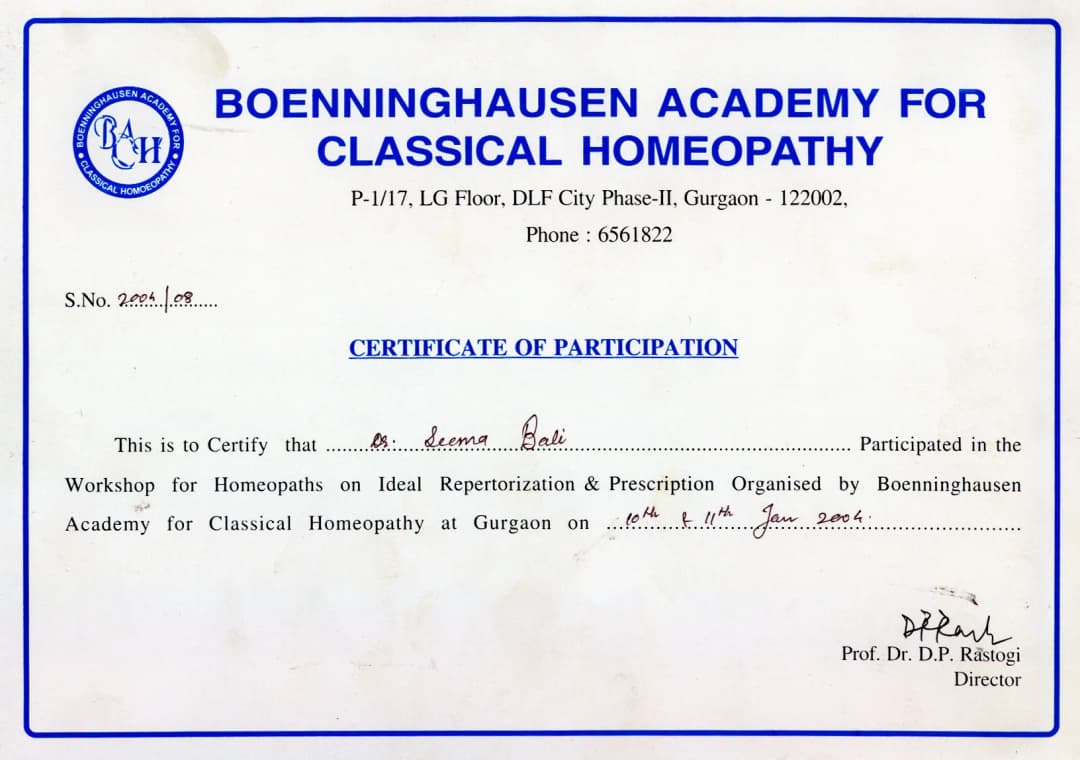 BOENNINGHAUSEN ACADEMY FOR
CLASSICAL HOMOEOPATHY
BACH
BOENNINGHAUSEN ACADEMY FOR
CLASSICAL HOMEOPATHY
P-1/17, LG Floor, DLF City Phase-II, Gurgaon - 122002,
Phone : 6561822
S.No. 2004/08
CERTIFICATE OF PARTICIPATION
This is to Certify that Dr. Seema Bali Participated in the
Workshop for Homeopaths on Ideal Repertorization & Prescription Organised by Boenninghausen
Academy for Classical Homeopathy at Gurgaon on 10th & 11th Jan 2004.
Prof. Dr. D.P. Rastogi
Director